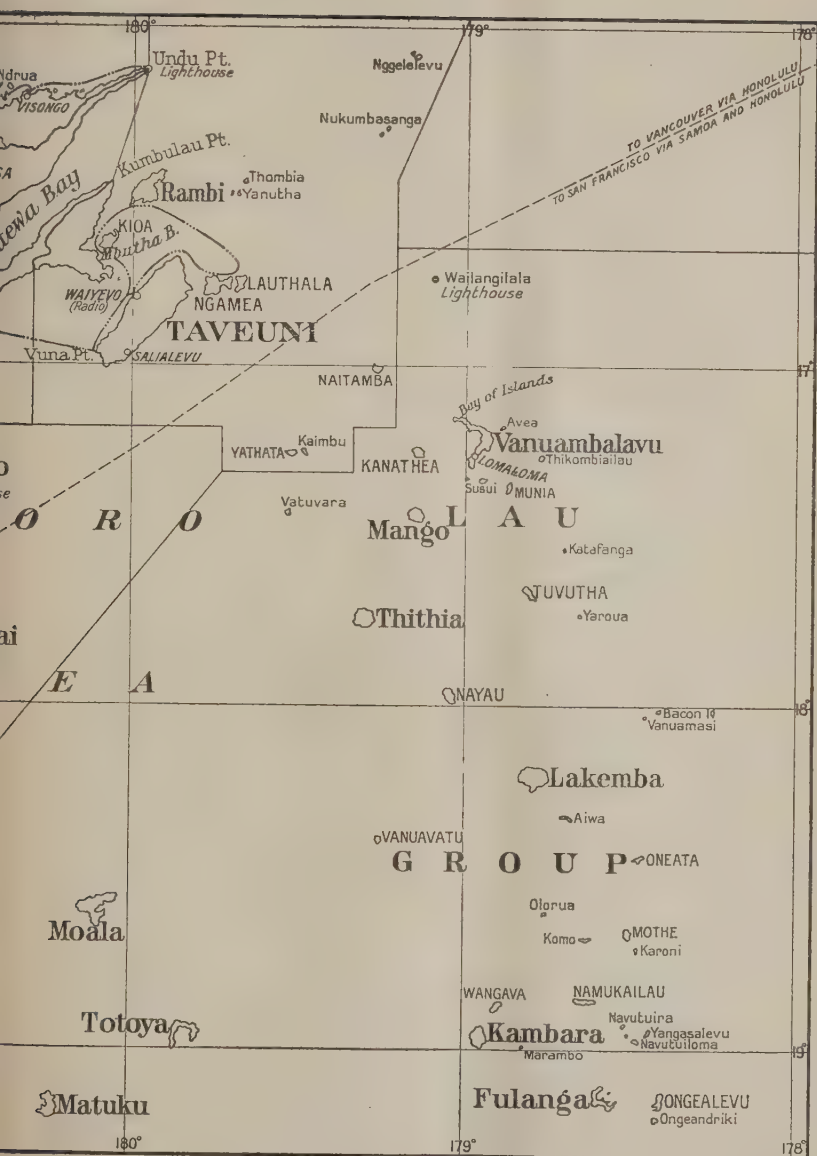 180°
179°
178°
Undu Pt.
Lighthouse
Ndrua
VISONGO
Nggelelevu
Nukumbasanga
TO VANCOUVER VIA HONOLULU
TO SAN FRANCISCO VIA SAMOA AND HONOLULU
Kumbulau Pt.
Thombia
Rambi
Yanutha
KIOA
Mbutha B.
LAUTHALA
NGAMEA
Wailangilala
Lighthouse
WAIYEVO
(Radio)
TAVEUNI
Vuna Pt.
SALIALEVU
17°
NAITAMBA
Bay of Islands
Avea
Vanuambalavu
Thikombiailau
LOMALOMA
Kaimbu
YATHATA
KANATHEA
Susui
MUNIA
Vatuvara
O R O
Mango
L A U
Katafanga
TUVUTHA
Yaroua
Thithia
E A
NAYAU
18°
Vanuamasi
Lakemba
Aiwa
VANUAVATU
G R O U P
ONEATA
Olorua
Moala
Komo
MOTHE
Karoni
WANGAVA
NAMUKAILAU
Totoya
Navutuira
Kambara
Yangasalevu
Navutuiloma
Marambo
19°
Matuku
Fulanga
ONGEALEVU
Ongeandriki
180°
179°
178°